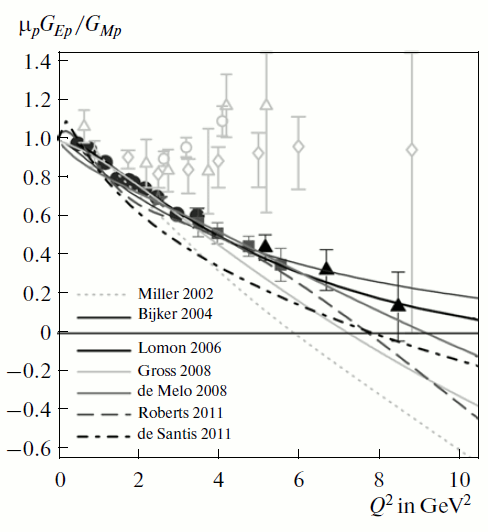 μpGEp/GMp
1.4
1.2
1.0
0.8
0.6
0.4
0.2
0
−0.2
−0.4
−0.6
Miller 2002
Bijker 2004
Lomon 2006
Gross 2008
de Melo 2008
Roberts 2011
de Santis 2011
0 2 4 6 8 10
Q² in GeV²